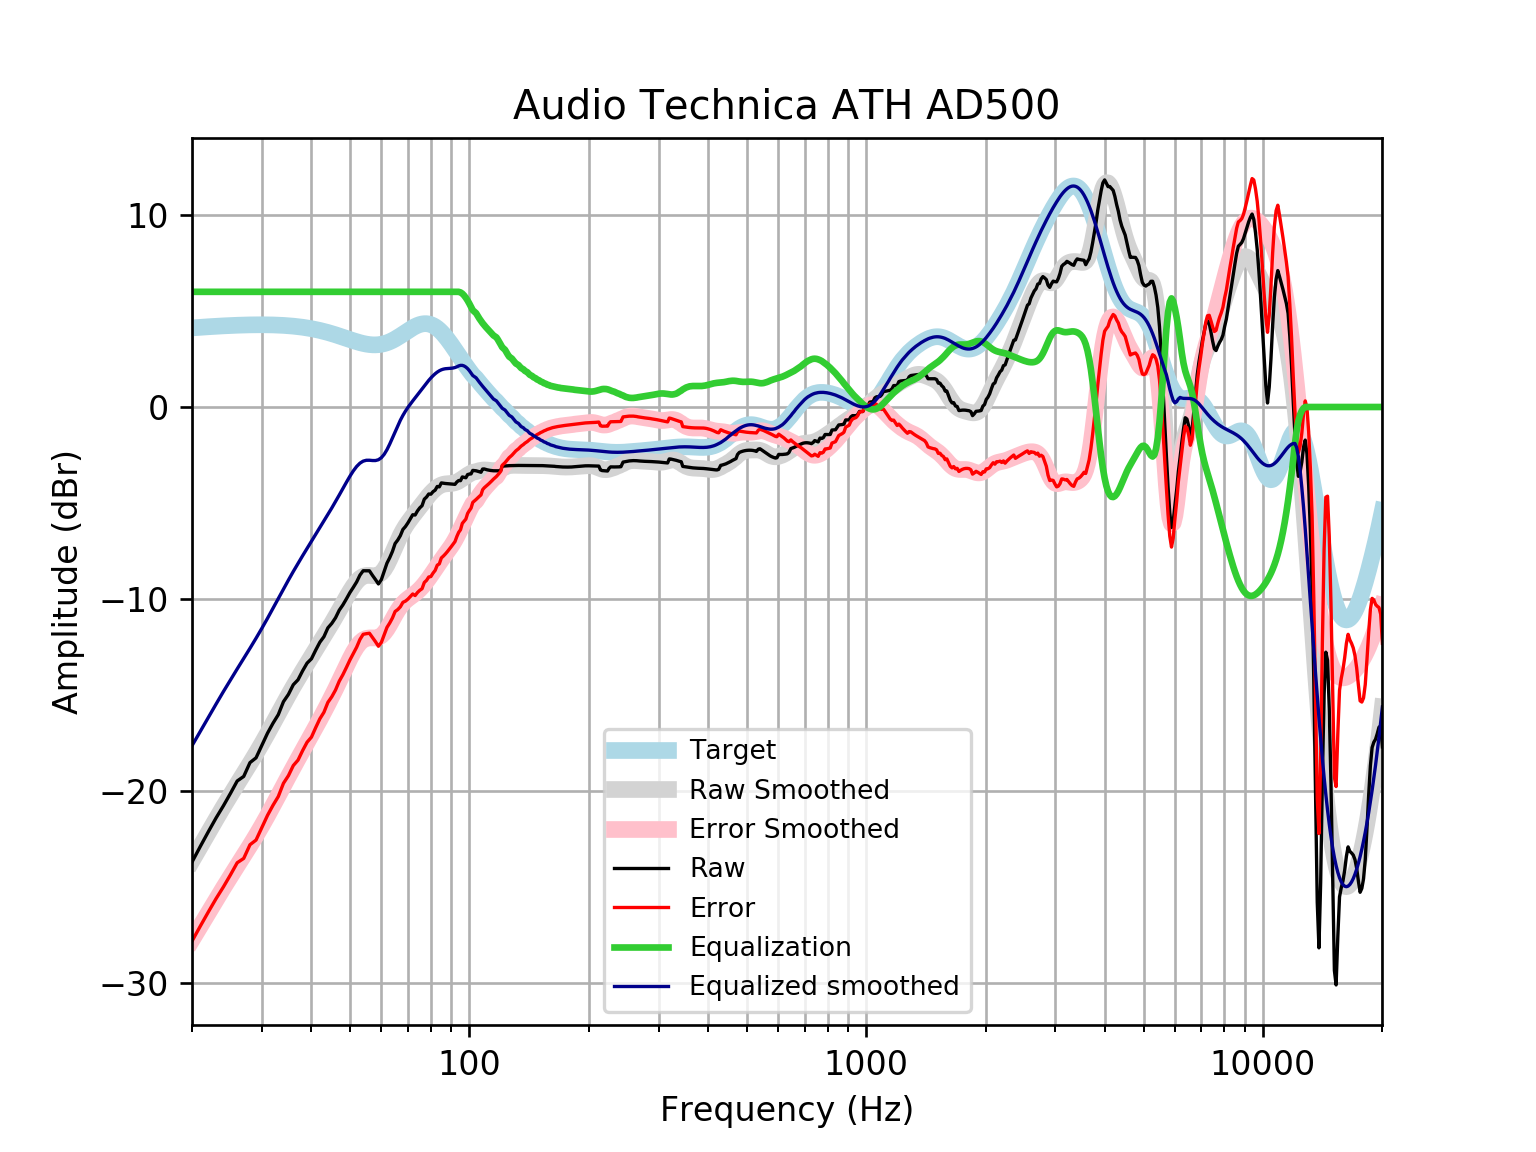 Audio Technica ATH AD500
Amplitude (dBr)
10
0
−10
−20
−30
Target
Raw Smoothed
Error Smoothed
Raw
Error
Equalization
Equalized smoothed
100
1000
10000
Frequency (Hz)